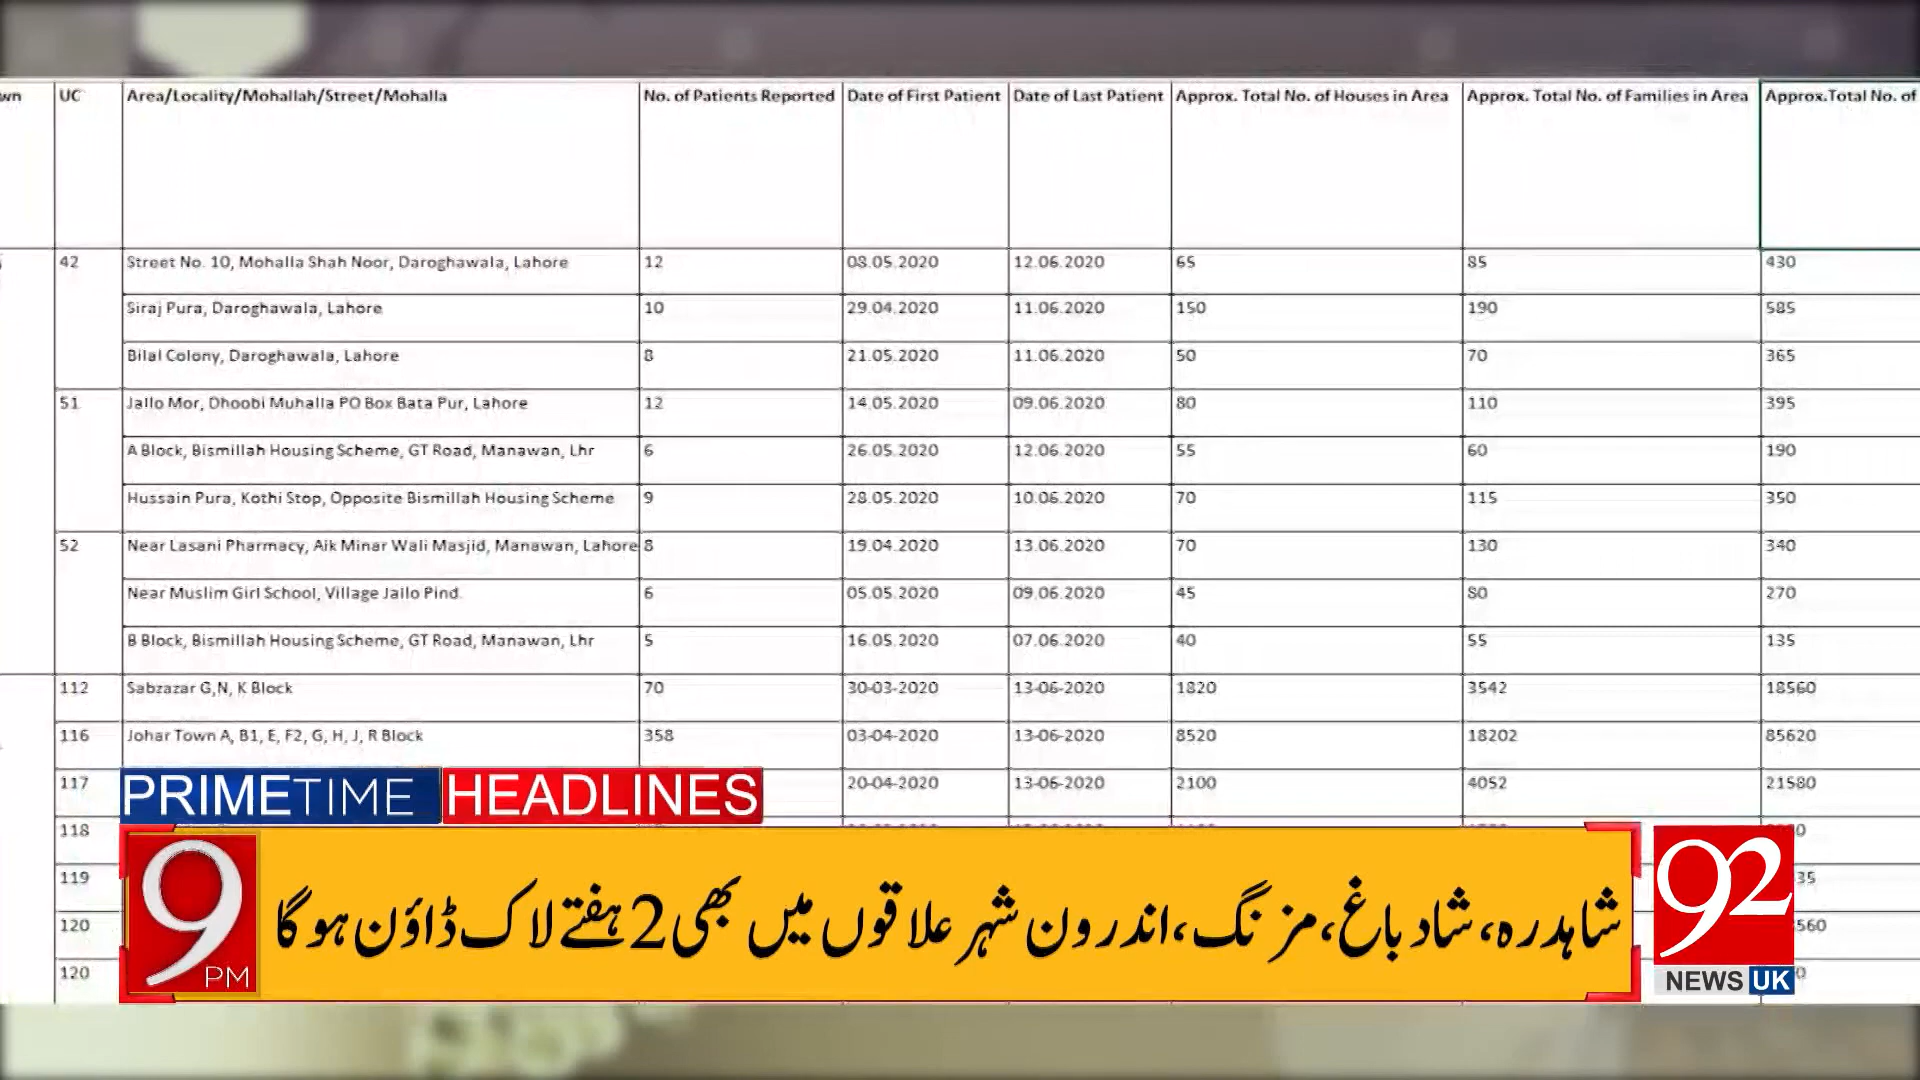 wn UC Area/Locality/Mohallah/Street/Mohalla No. of Patients Reported Date of First Patient Date of Last Patient Approx. Total No. of Houses in Area Approx. Total No. of Families in Area Approx.Total No. of
42 Street No. 10, Mohalla Shah Noor, Daroghawala, Lahore 12 08.05.2020 12.06.2020 65 85 430
Siraj Pura, Daroghawala, Lahore 10 29.04.2020 11.06.2020 150 190 585
Bilal Colony, Daroghawala, Lahore 8 21.05.2020 11.06.2020 50 70 365
51 Jallo Mor, Dhoobi Muhalla PO Box Bata Pur, Lahore 12 14.05.2020 09.06.2020 80 110 395
A Block, Bismillah Housing Scheme, GT Road, Manawan, Lhr 6 26.05.2020 12.06.2020 55 60 190
Hussain Pura, Kothi Stop, Opposite Bismillah Housing Scheme 9 28.05.2020 10.06.2020 70 115 350
52 Near Lasani Pharmacy, Aik Minar Wali Masjid, Manawan, Lahore 8 19.04.2020 13.06.2020 70 130 340
Near Muslim Girl School, Village Jallo Pind. 6 05.05.2020 09.06.2020 45 80 270
B Block, Bismillah Housing Scheme, GT Road, Manawan, Lhr 5 16.05.2020 07.06.2020 40 55 135
112 Sabzazar G,N, K Block 70 30-03-2020 13-06-2020 1820 3542 18560
116 Johar Town A, B1, E, F2, G, H, J, R Block 358 03-04-2020 13-06-2020 8520 18202 85620
117 20-04-2020 13-06-2020 2100 4052 21580
118
119 35
120 560
120
PRIMETIME HEADLINES
9 PM
شاہدرہ، شاد باغ، مزنگ، اندرون شہر علاقوں میں بھی 2 ہفتے لاک ڈاؤن ہو گا
92
NEWS UK